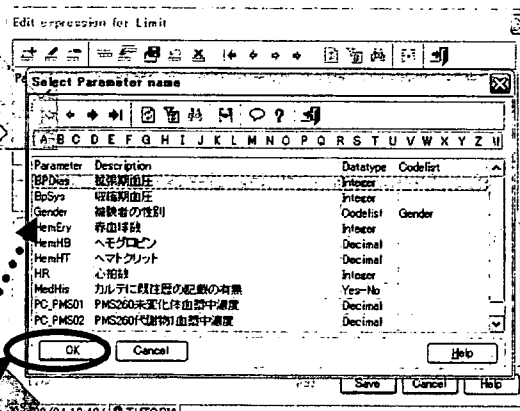 Edit expression for Limit
Select Parameter name
A B C D E F G H I J K L M N O P Q R S T U V W X Y Z
Parameter Description Datatype Codelist
BPDias 拡張期血圧 Integer
BpSys 収縮期血圧 Integer
Gender 被験者の性別 Codelist Gender
HemEry 赤血球数 Integer
HemHB ヘモグロビン Decimal
HemHT ヘマトクリット Decimal
HR 心拍数 Integer
MedHis カルテに既往歴の記載の有無 Yes-No
PC_PMS01 PMS260未変化体血漿中濃度 Decimal
PC_PMS02 PMS260代謝物1血漿中濃度 Decimal
OK Cancel Help
Save Cancel Help